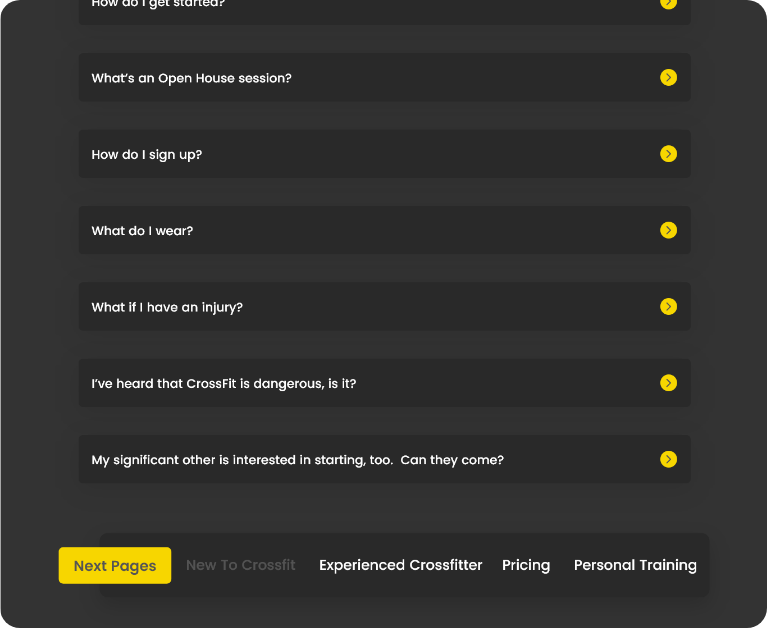 How do I get started?
What's an Open House session?
How do I sign up?
What do I wear?
What if I have an injury?
I've heard that CrossFit is dangerous, is it?
My significant other is interested in starting, too.  Can they come?
Next Pages New To Crossfit Experienced Crossfitter Pricing Personal Training